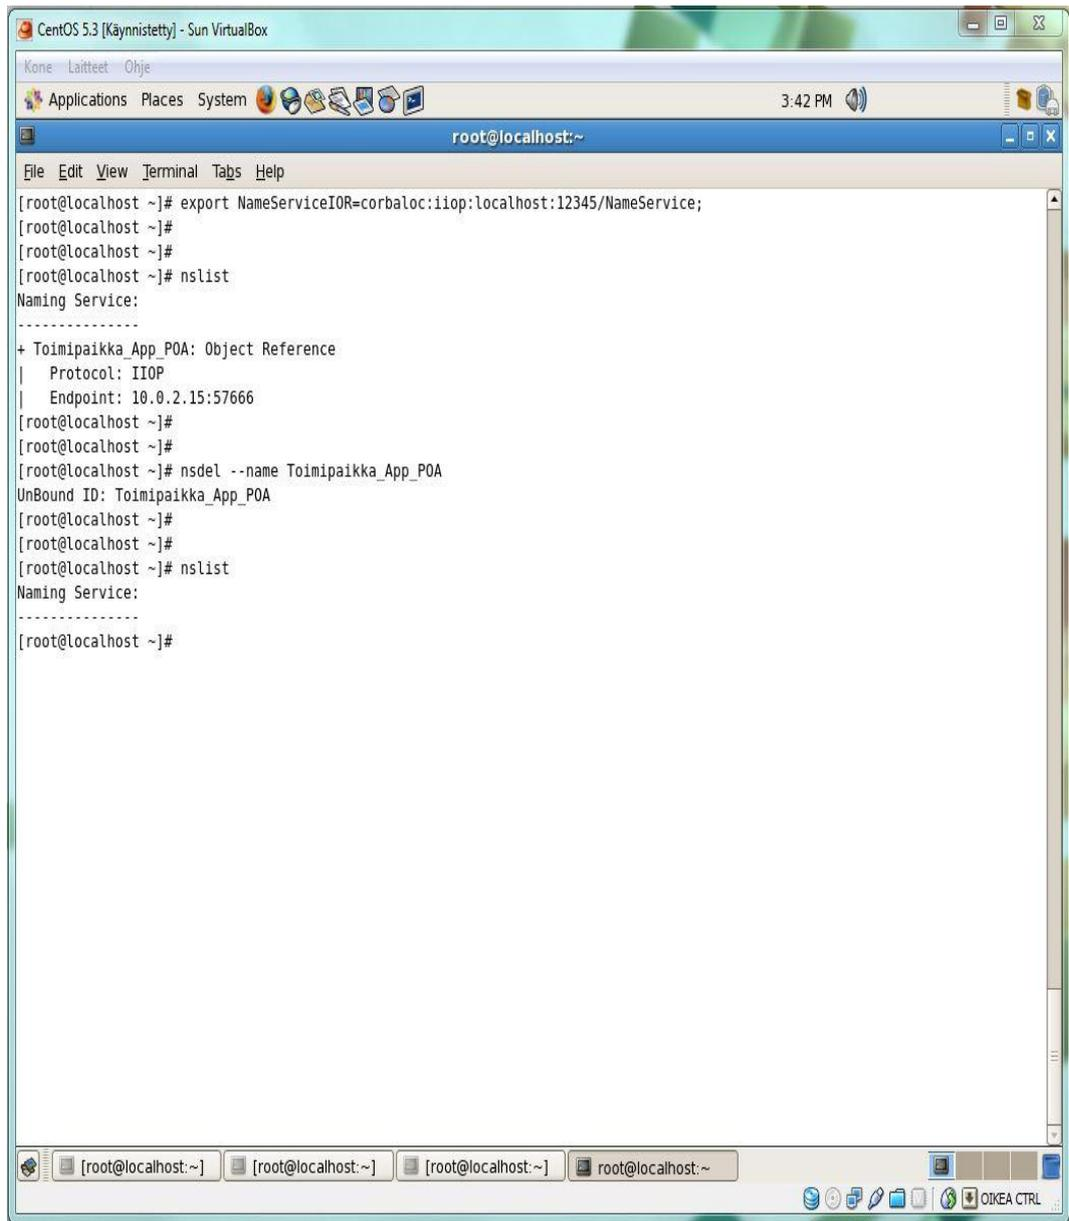 CentOS 5.3 [Käynnistetty] - Sun VirtualBox
Kone Laitteet Ohje
Applications Places System 3:42 PM
root@localhost:~
File Edit View Terminal Tabs Help
[root@localhost ~]# export NameServiceIOR=corbaloc:iiop:localhost:12345/NameService;
[root@localhost ~]#
[root@localhost ~]#
[root@localhost ~]# nslist
Naming Service:
---------------
+ Toimipaikka_App_POA: Object Reference
|   Protocol: IIOP
|   Endpoint: 10.0.2.15:57666
[root@localhost ~]#
[root@localhost ~]#
[root@localhost ~]# nsdel --name Toimipaikka_App_POA
UnBound ID: Toimipaikka_App_POA
[root@localhost ~]#
[root@localhost ~]#
[root@localhost ~]# nslist
Naming Service:
---------------
[root@localhost ~]#
[root@localhost:~] [root@localhost:~] [root@localhost:~] root@localhost:~
OIKEA CTRL